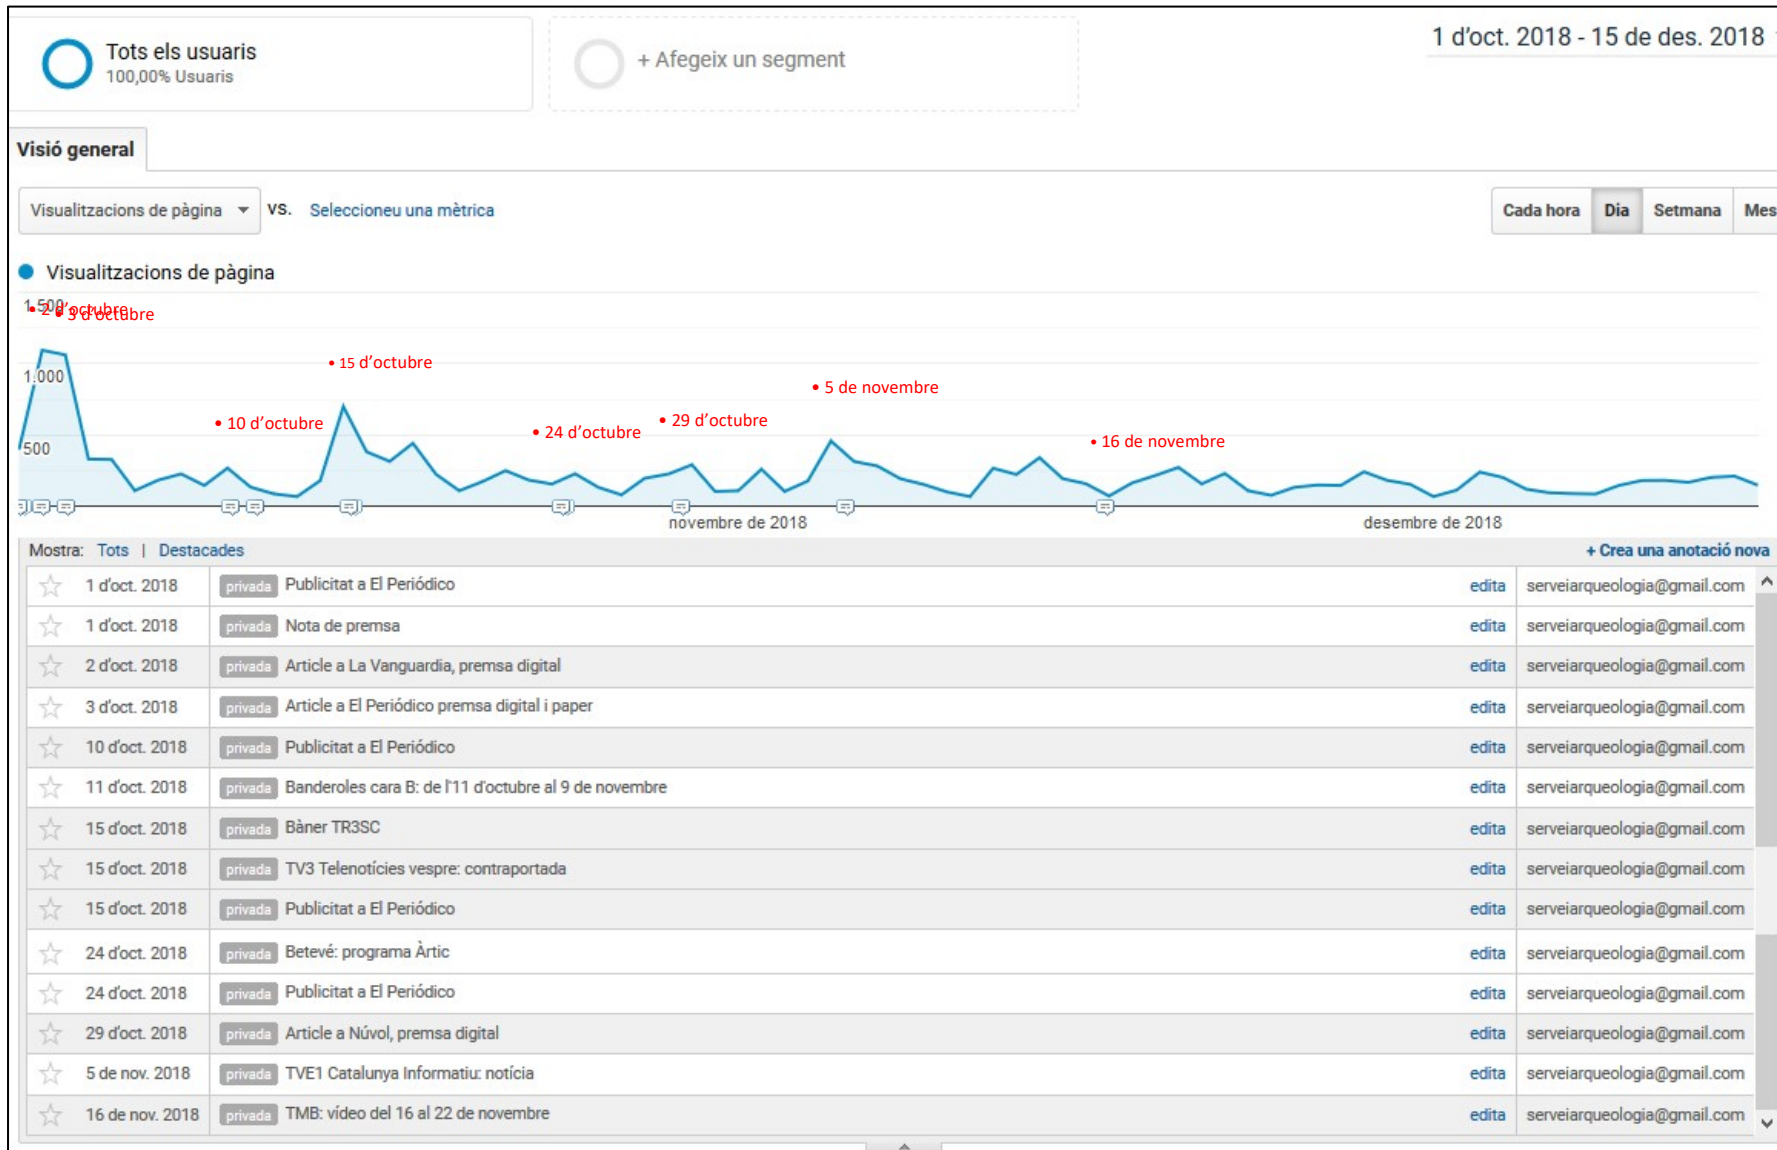 Tots els usuaris
100,00% Usuaris
+ Afegeix un segment
1 d'oct. 2018 - 15 de des. 2018
Visió general
Visualitzacions de pàgina vs. Seleccioneu una mètrica
Cada hora Dia Setmana Mes
Visualitzacions de pàgina
1.500
• 2 d'octubre
• 3 d'octubre
1.000
• 15 d'octubre
• 5 de novembre
• 10 d'octubre
• 24 d'octubre
• 29 d'octubre
• 16 de novembre
500
novembre de 2018
desembre de 2018
Mostra: Tots | Destacades + Crea una anotació nova
1 d'oct. 2018 privada Publicitat a El Periódico edita serveiarqueologia@gmail.com
1 d'oct. 2018 privada Nota de premsa edita serveiarqueologia@gmail.com
2 d'oct. 2018 privada Article a La Vanguardia, premsa digital edita serveiarqueologia@gmail.com
3 d'oct. 2018 privada Article a El Periódico premsa digital i paper edita serveiarqueologia@gmail.com
10 d'oct. 2018 privada Publicitat a El Periódico edita serveiarqueologia@gmail.com
11 d'oct. 2018 privada Banderoles cara B: de l'11 d'octubre al 9 de novembre edita serveiarqueologia@gmail.com
15 d'oct. 2018 privada Bàner TR3SC edita serveiarqueologia@gmail.com
15 d'oct. 2018 privada TV3 Telenotícies vespre: contraportada edita serveiarqueologia@gmail.com
15 d'oct. 2018 privada Publicitat a El Periódico edita serveiarqueologia@gmail.com
24 d'oct. 2018 privada Betevé: programa Àrtic edita serveiarqueologia@gmail.com
24 d'oct. 2018 privada Publicitat a El Periódico edita serveiarqueologia@gmail.com
29 d'oct. 2018 privada Article a Núvol, premsa digital edita serveiarqueologia@gmail.com
5 de nov. 2018 privada TVE1 Catalunya Informatiu: notícia edita serveiarqueologia@gmail.com
16 de nov. 2018 privada TMB: vídeo del 16 al 22 de novembre edita serveiarqueologia@gmail.com